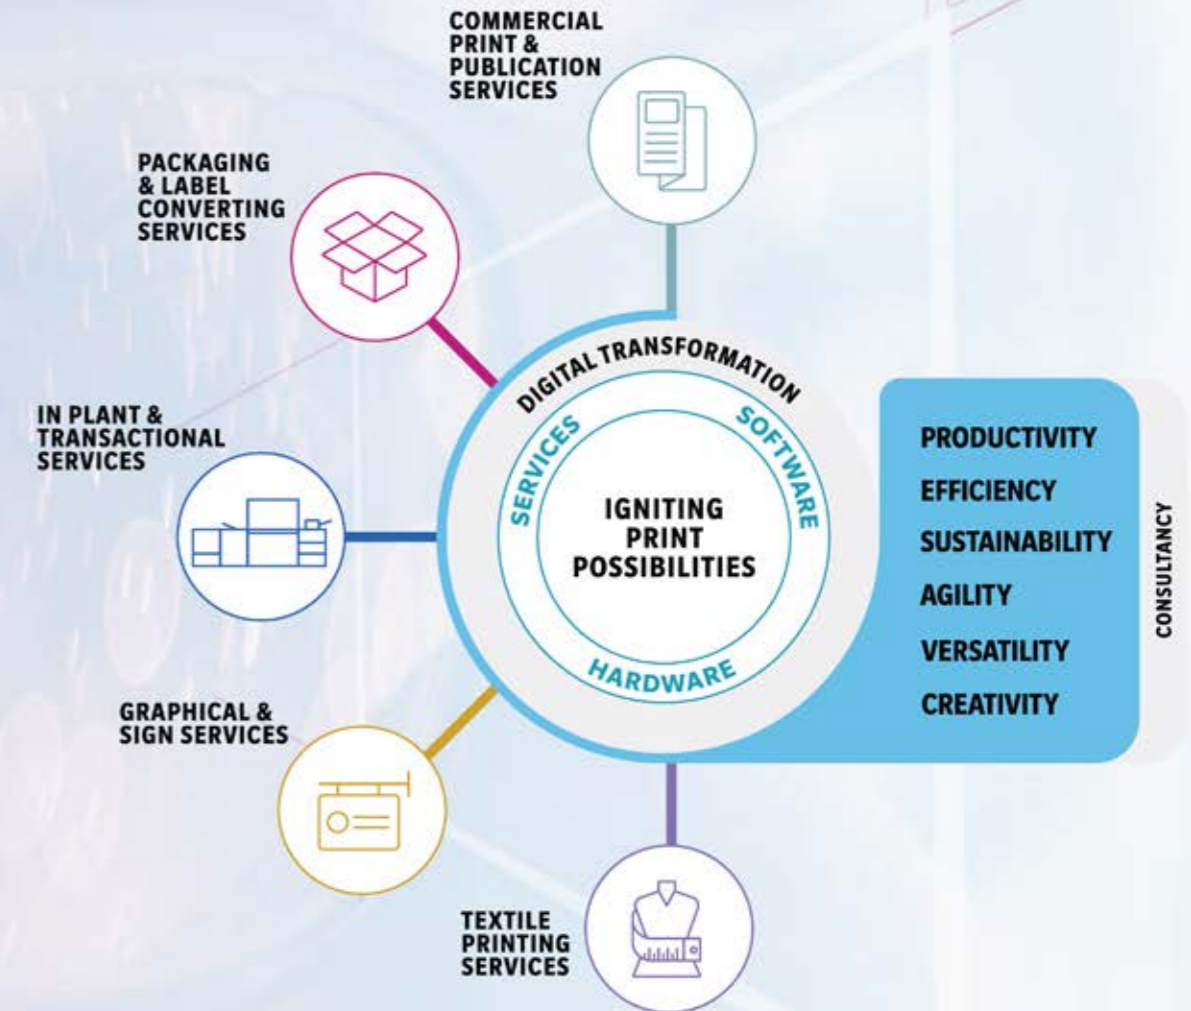 COMMERCIAL
PRINT &
PUBLICATION
SERVICES
PACKAGING
& LABEL
CONVERTING
SERVICES
IN PLANT &
TRANSACTIONAL
SERVICES
GRAPHICAL &
SIGN SERVICES
TEXTILE
PRINTING
SERVICES
DIGITAL TRANSFORMATION
SERVICES
SOFTWARE
HARDWARE
IGNITING
PRINT
POSSIBILITIES
PRODUCTIVITY
EFFICIENCY
SUSTAINABILITY
AGILITY
VERSATILITY
CREATIVITY
CONSULTANCY